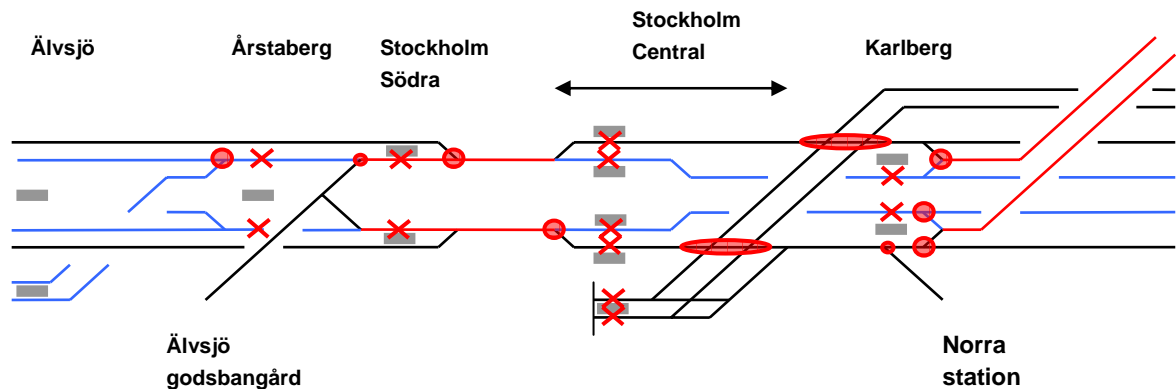 Älvsjö
Årstaberg
Stockholm
Södra
Stockholm
Central
Karlberg
Älvsjö
godsbangård
Norra
station